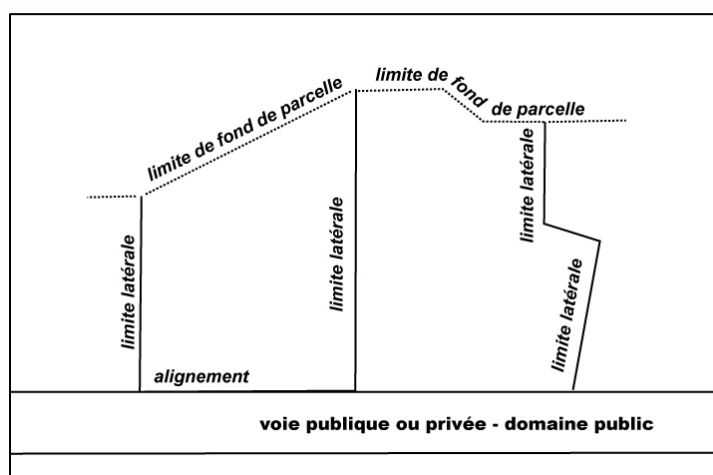 limite de fond de parcelle
limite de fond de parcelle
limite latérale
limite latérale
limite latérale
limite latérale
alignement
voie publique ou privée - domaine public